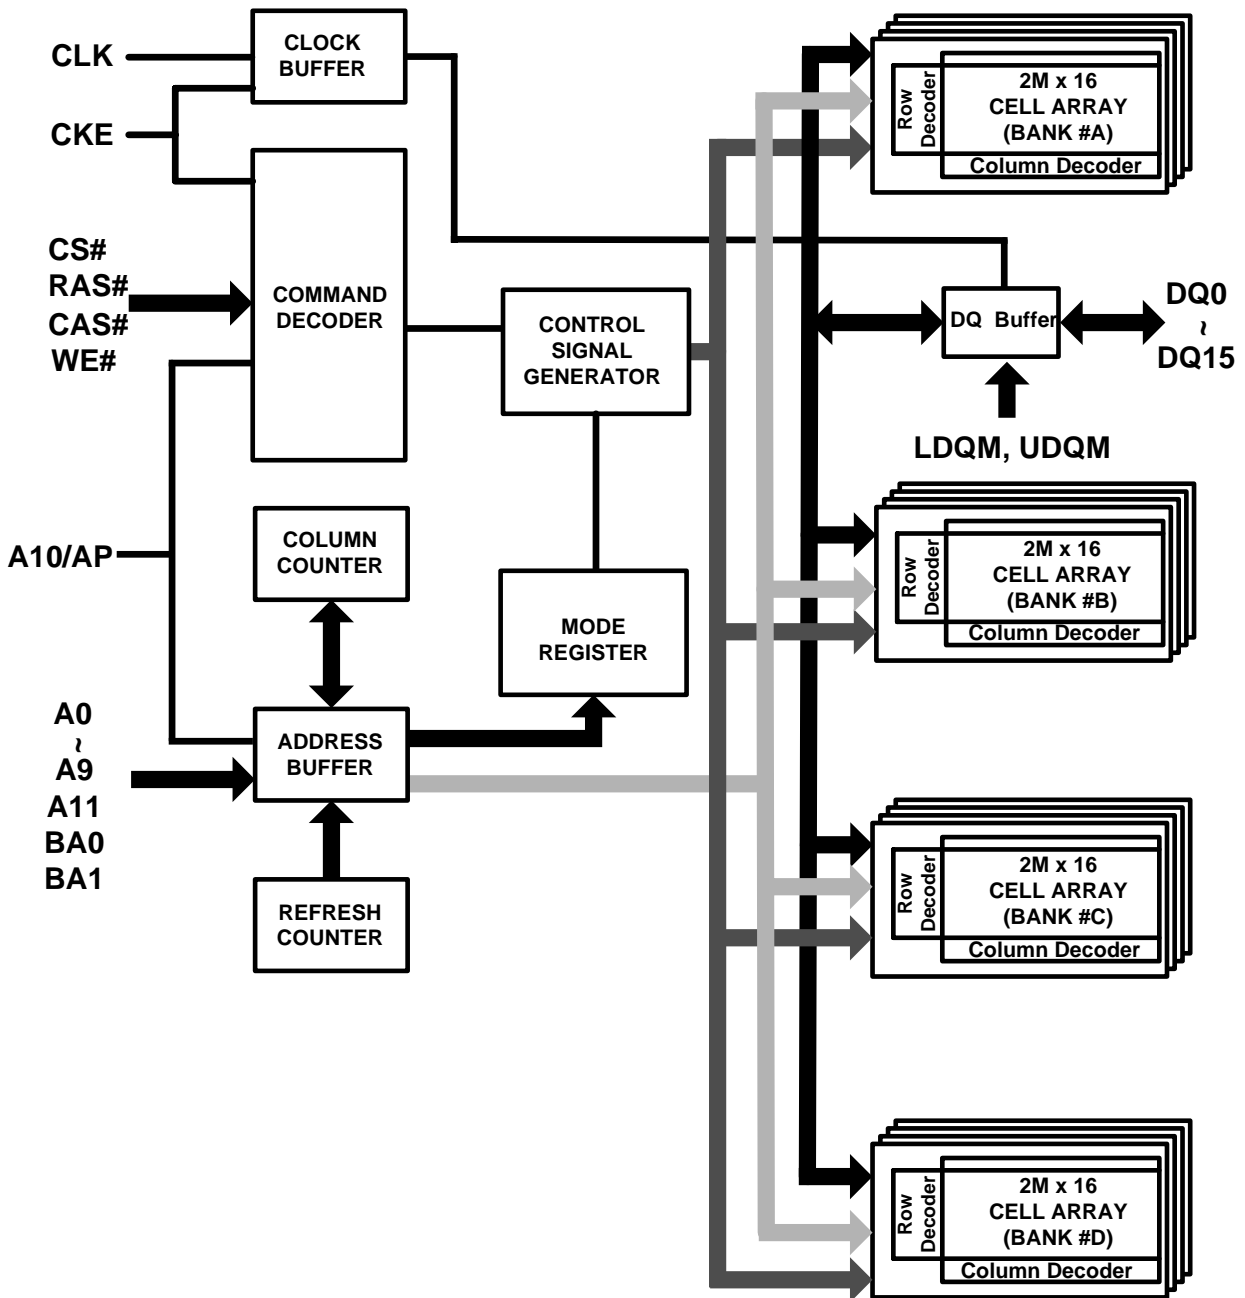 CLK
CKE
CLOCK
BUFFER
CS#
RAS#
CAS#
WE#
COMMAND
DECODER
CONTROL
SIGNAL
GENERATOR
A10/AP
COLUMN
COUNTER
MODE
REGISTER
A0
~
A9
A11
BA0
BA1
ADDRESS
BUFFER
REFRESH
COUNTER
Row
Decoder
2M x 16
CELL ARRAY
(BANK #A)
Column Decoder
DQ Buffer
DQ0
~
DQ15
LDQM, UDQM
Row
Decoder
2M x 16
CELL ARRAY
(BANK #B)
Column Decoder
Row
Decoder
2M x 16
CELL ARRAY
(BANK #C)
Column Decoder
Row
Decoder
2M x 16
CELL ARRAY
(BANK #D)
Column Decoder